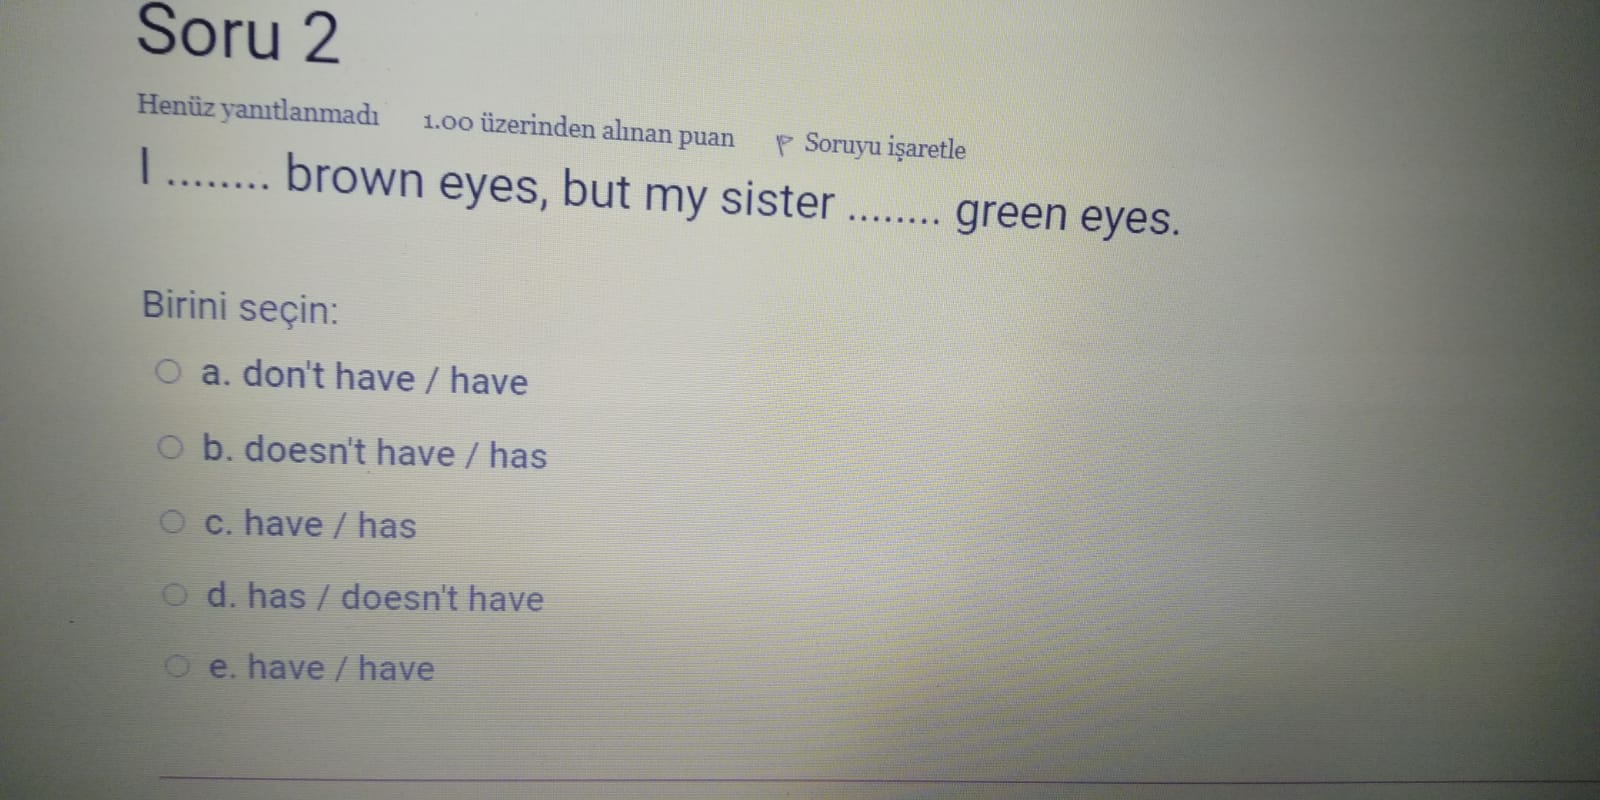 Soru 2
Henüz yanıtlanmadı 1.00 üzerinden alınan puan Soruyu işaretle
I ........ brown eyes, but my sister ........ green eyes.
Birini seçin:
a. don't have / have
b. doesn't have / has
c. have / has
d. has / doesn't have
e. have / have